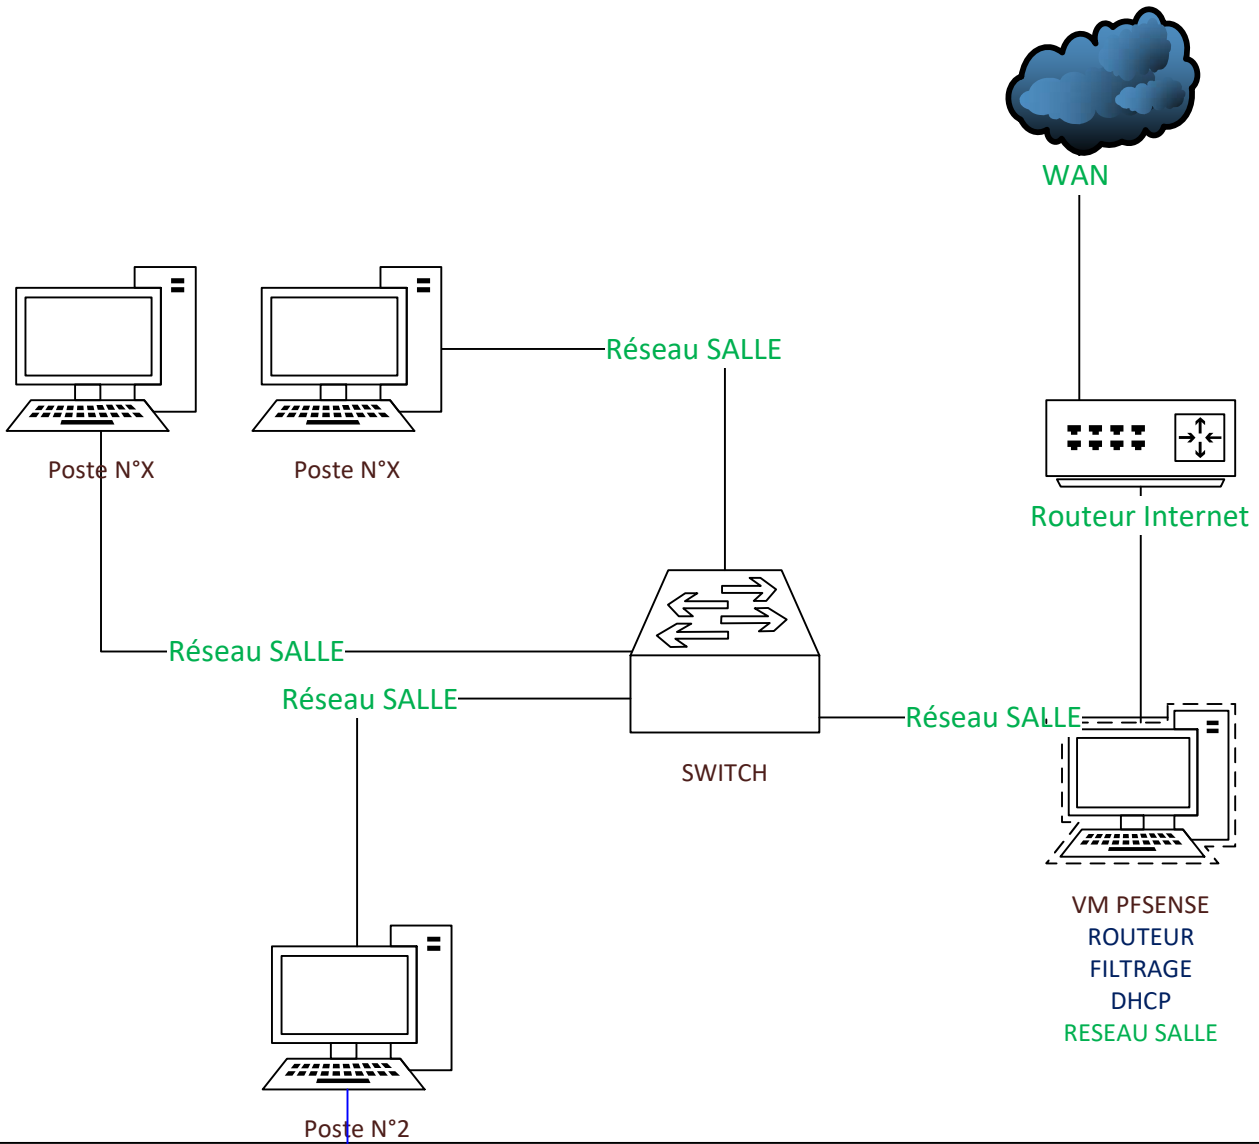 WAN
Réseau SALLE
Poste N°X
Poste N°X
Routeur Internet
Réseau SALLE
Réseau SALLE
Réseau SALLE
SWITCH
VM PFSENSE
ROUTEUR
FILTRAGE
DHCP
RESEAU SALLE
Poste N°2